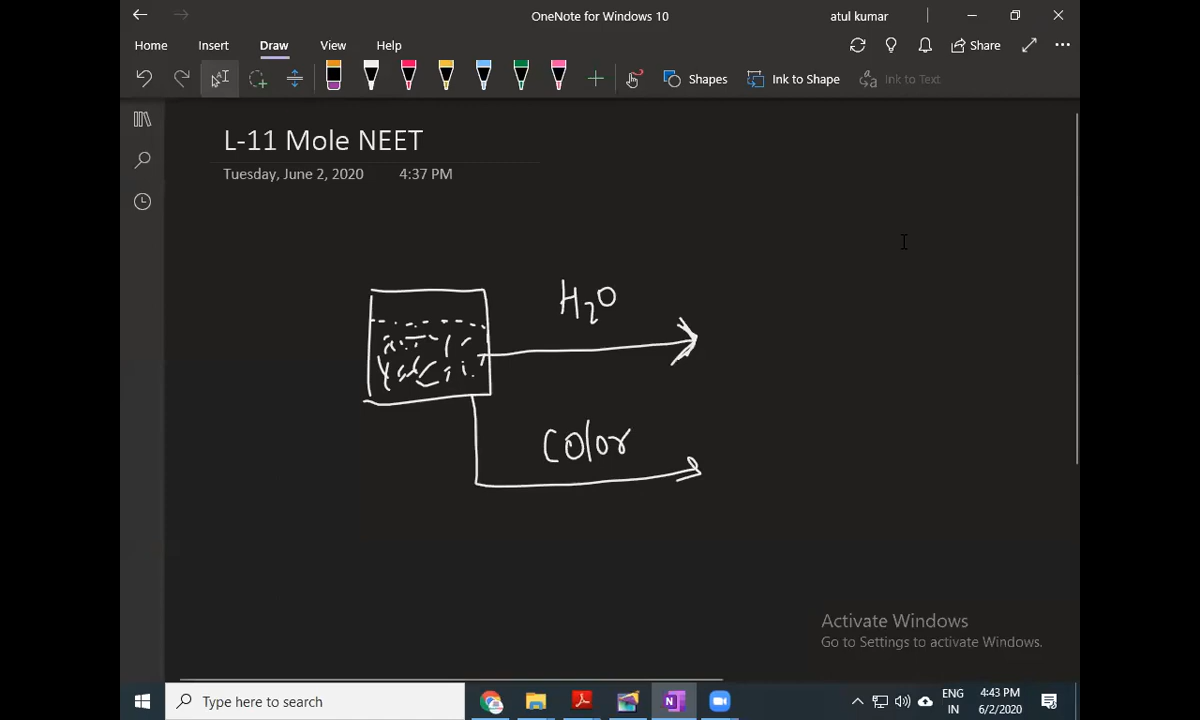 OneNote for Windows 10
atul kumar
Home Insert Draw View Help
Share
Shapes
Ink to Shape
Ink to Text
L-11 Mole NEET
Tuesday, June 2, 2020 4:37 PM
H₂O
Color
Activate Windows
Go to Settings to activate Windows.
Type here to search
ENG
IN
4:43 PM
6/2/2020